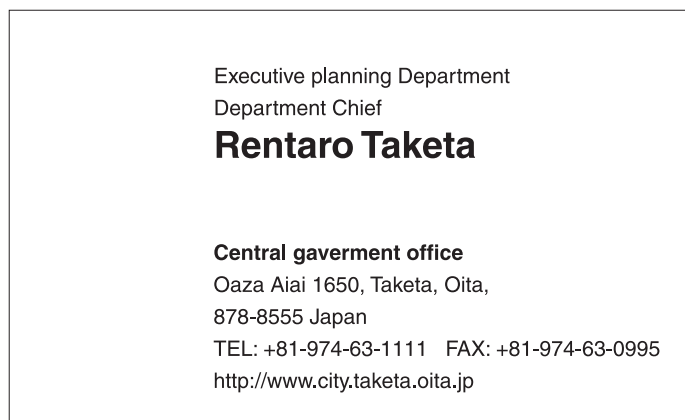 Executive planning Department
Department Chief
Rentaro Taketa
Central gaverment office
Oaza Aiai 1650, Taketa, Oita,
878-8555 Japan
TEL: +81-974-63-1111 FAX: +81-974-63-0995
http://www.city.taketa.oita.jp